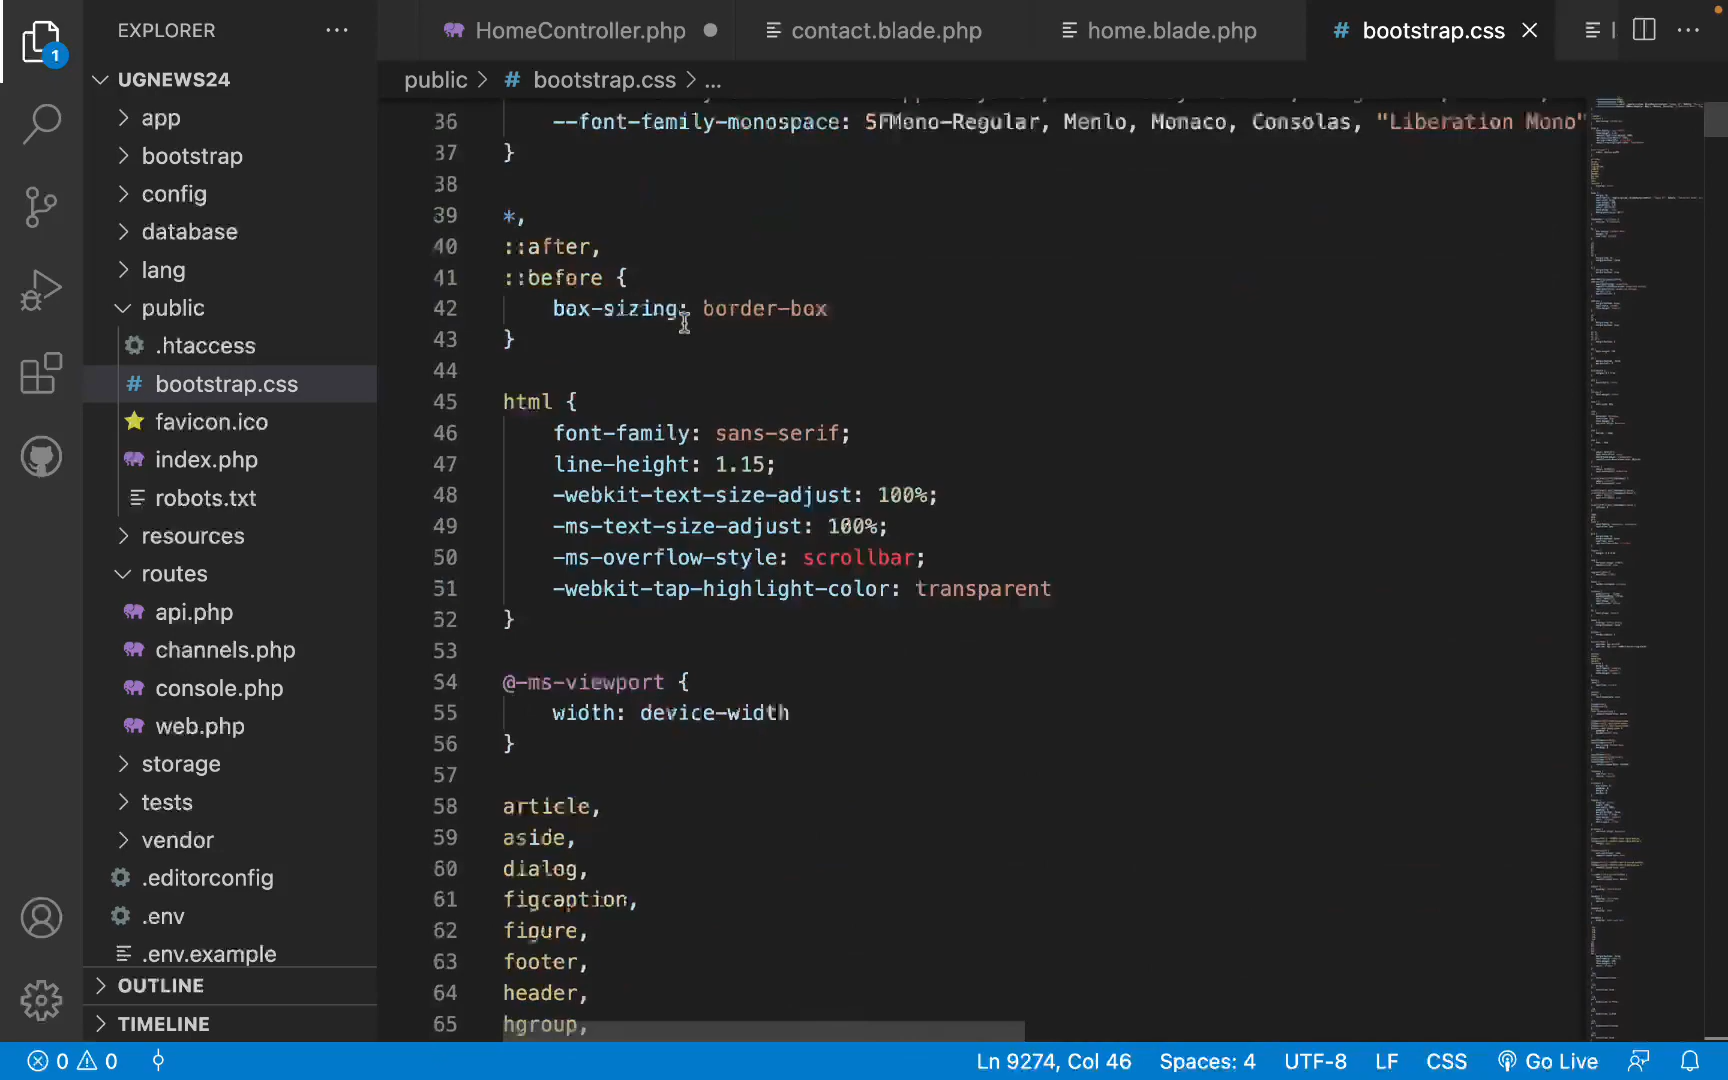 EXPLORER
1
UGNEWS24
app
bootstrap
config
database
lang
public
.htaccess
bootstrap.css
favicon.ico
index.php
robots.txt
resources
routes
api.php
channels.php
console.php
web.php
storage
tests
vendor
.editorconfig
.env
.env.example
OUTLINE
TIMELINE
HomeController.php
contact.blade.php
home.blade.php
# bootstrap.css
public > # bootstrap.css > ...
36 --font-family-monospace: SFMono-Regular, Menlo, Monaco, Consolas, "Liberation Mono"
37 }
38
39 *,
40 ::after,
41 ::before {
42 box-sizing: border-box
43 }
44
45 html {
46 font-family: sans-serif;
47 line-height: 1.15;
48 -webkit-text-size-adjust: 100%;
49 -ms-text-size-adjust: 100%;
50 -ms-overflow-style: scrollbar;
51 -webkit-tap-highlight-color: transparent
52 }
53
54 @-ms-viewport {
55 width: device-width
56 }
57
58 article,
59 aside,
60 dialog,
61 figcaption,
62 figure,
63 footer,
64 header,
65 hgroup,
0 0 Ln 9274, Col 46 Spaces: 4 UTF-8 LF CSS Go Live